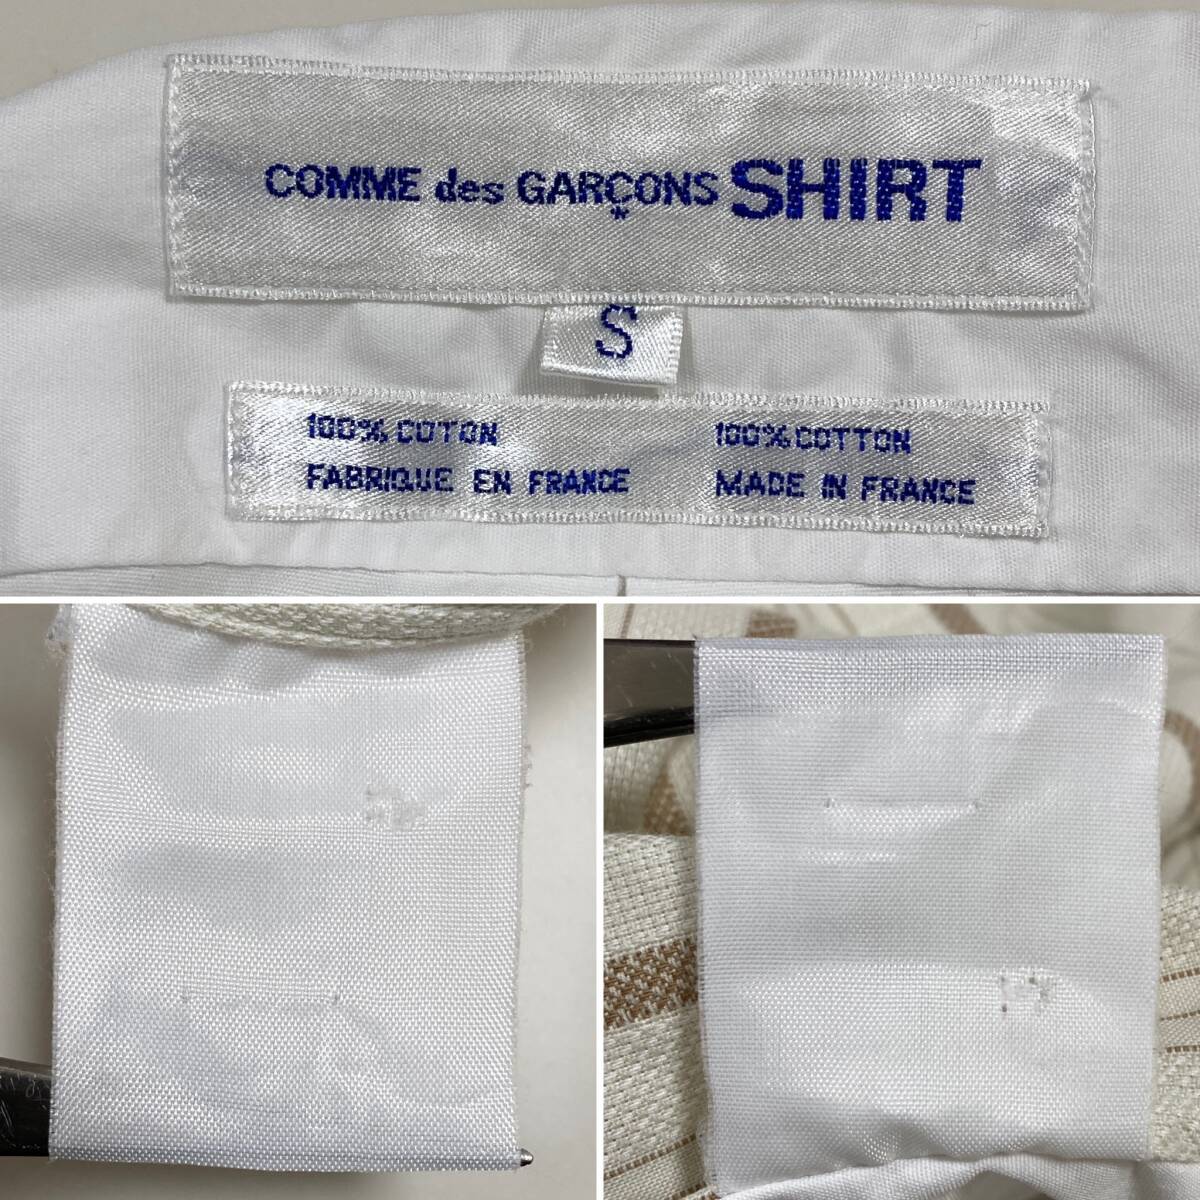 COMME des GARÇONS SHIRT
S
100% COTON
FABRIQUE EN FRANCE
100% COTTON
MADE IN FRANCE